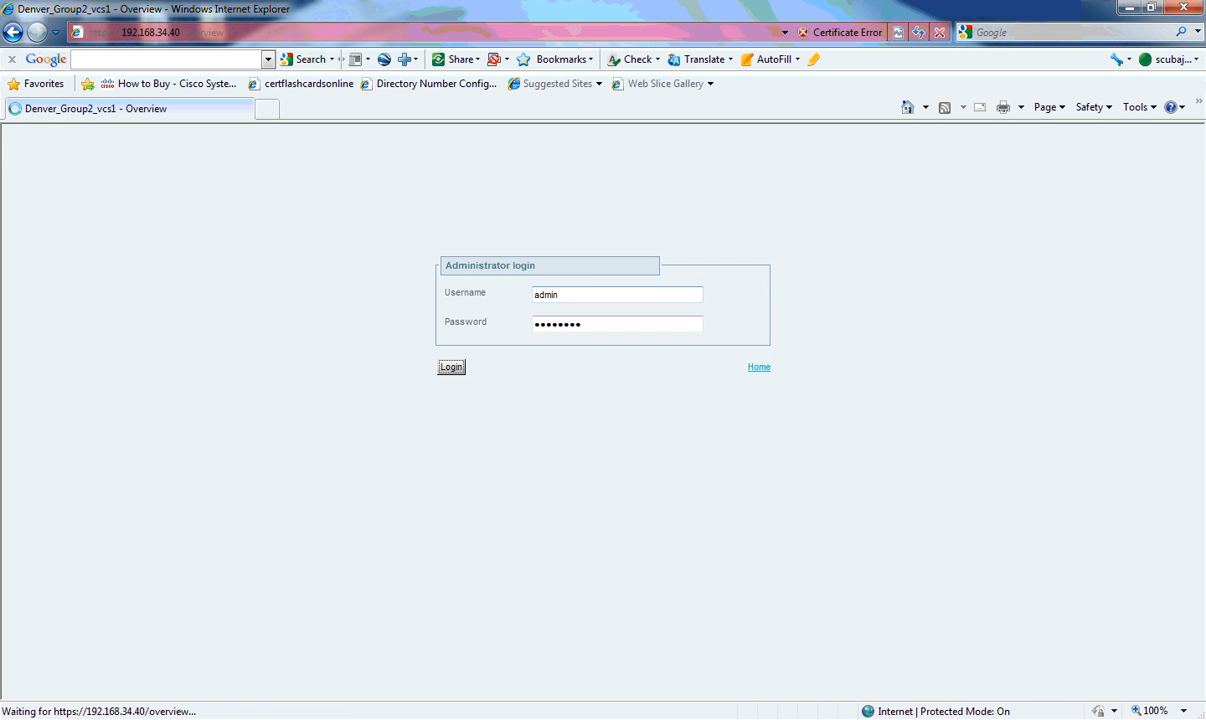 Denver_Group2_vcs1 - Overview - Windows Internet Explorer
192.168.34.40 Certificate Error Google
x Google Search Share Bookmarks Check Translate AutoFill scubaj...
Favorites How to Buy - Cisco Syste... certflashcardsonline Directory Number Config... Suggested Sites Web Slice Gallery
Denver_Group2_vcs1 - Overview Page Safety Tools
Administrator login
Username admin
Password ••••••••
Login Home
Waiting for https://192.168.34.40/overview... Internet | Protected Mode: On 100%